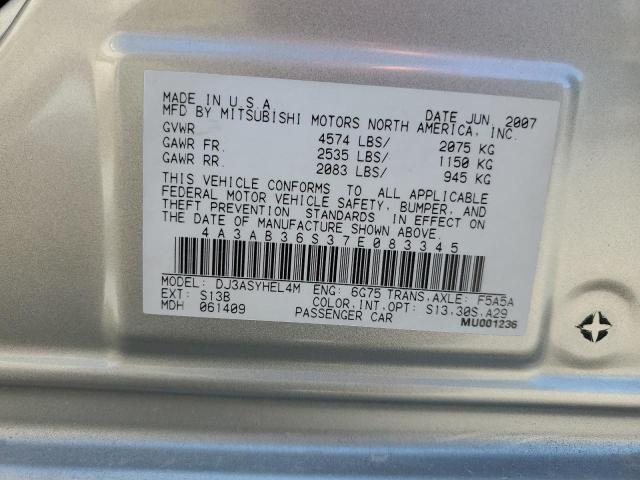 MADE IN U.S.A. DATE JUN, 2007
MFD BY MITSUBISHI MOTORS NORTH AMERICA, INC.
GVWR 4574 LBS/ 2075 KG
GAWR FR. 2535 LBS/ 1150 KG
GAWR RR. 2083 LBS/ 945 KG
THIS VEHICLE CONFORMS TO ALL APPLICABLE
FEDERAL MOTOR VEHICLE SAFETY, BUMPER, AND
THEFT PREVENTION STANDARDS IN EFFECT ON
THE DATE OF MANUFACTURE SHOWN ABOVE.
4A3AB36S37E083345
MODEL: DJ3ASYHEL4M ENG: 6G75 TRANS.AXLE: F5A5A
EXT: S13B COLOR.INT.OPT: S13.30S.A29
MDH 061409 PASSENGER CAR MU001236